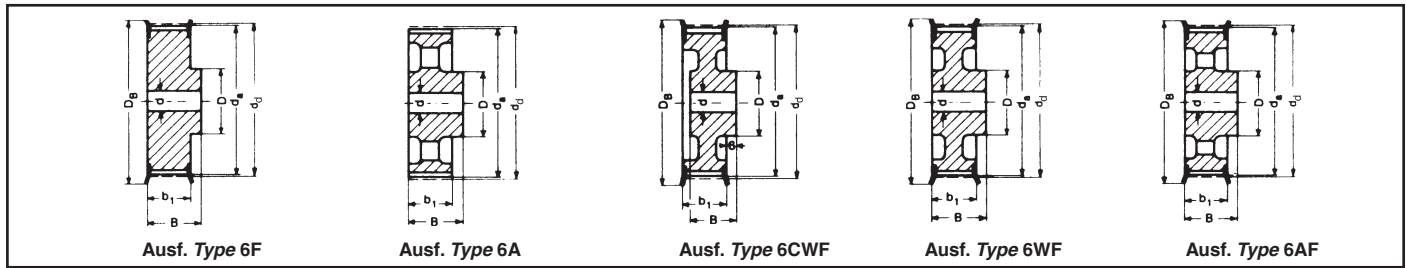 D_B d D d_a d_d
b_1
B
Ausf. Type 6F
d D d_a d_d
b_1
B
Ausf. Type 6A
D_B d D d_a d_d
6
b_1
B
Ausf. Type 6CWF
D_B d D d_a d_d
b_1
B
Ausf. Type 6WF
D_B d D d_a d_d
b_1
B
Ausf. Type 6AF